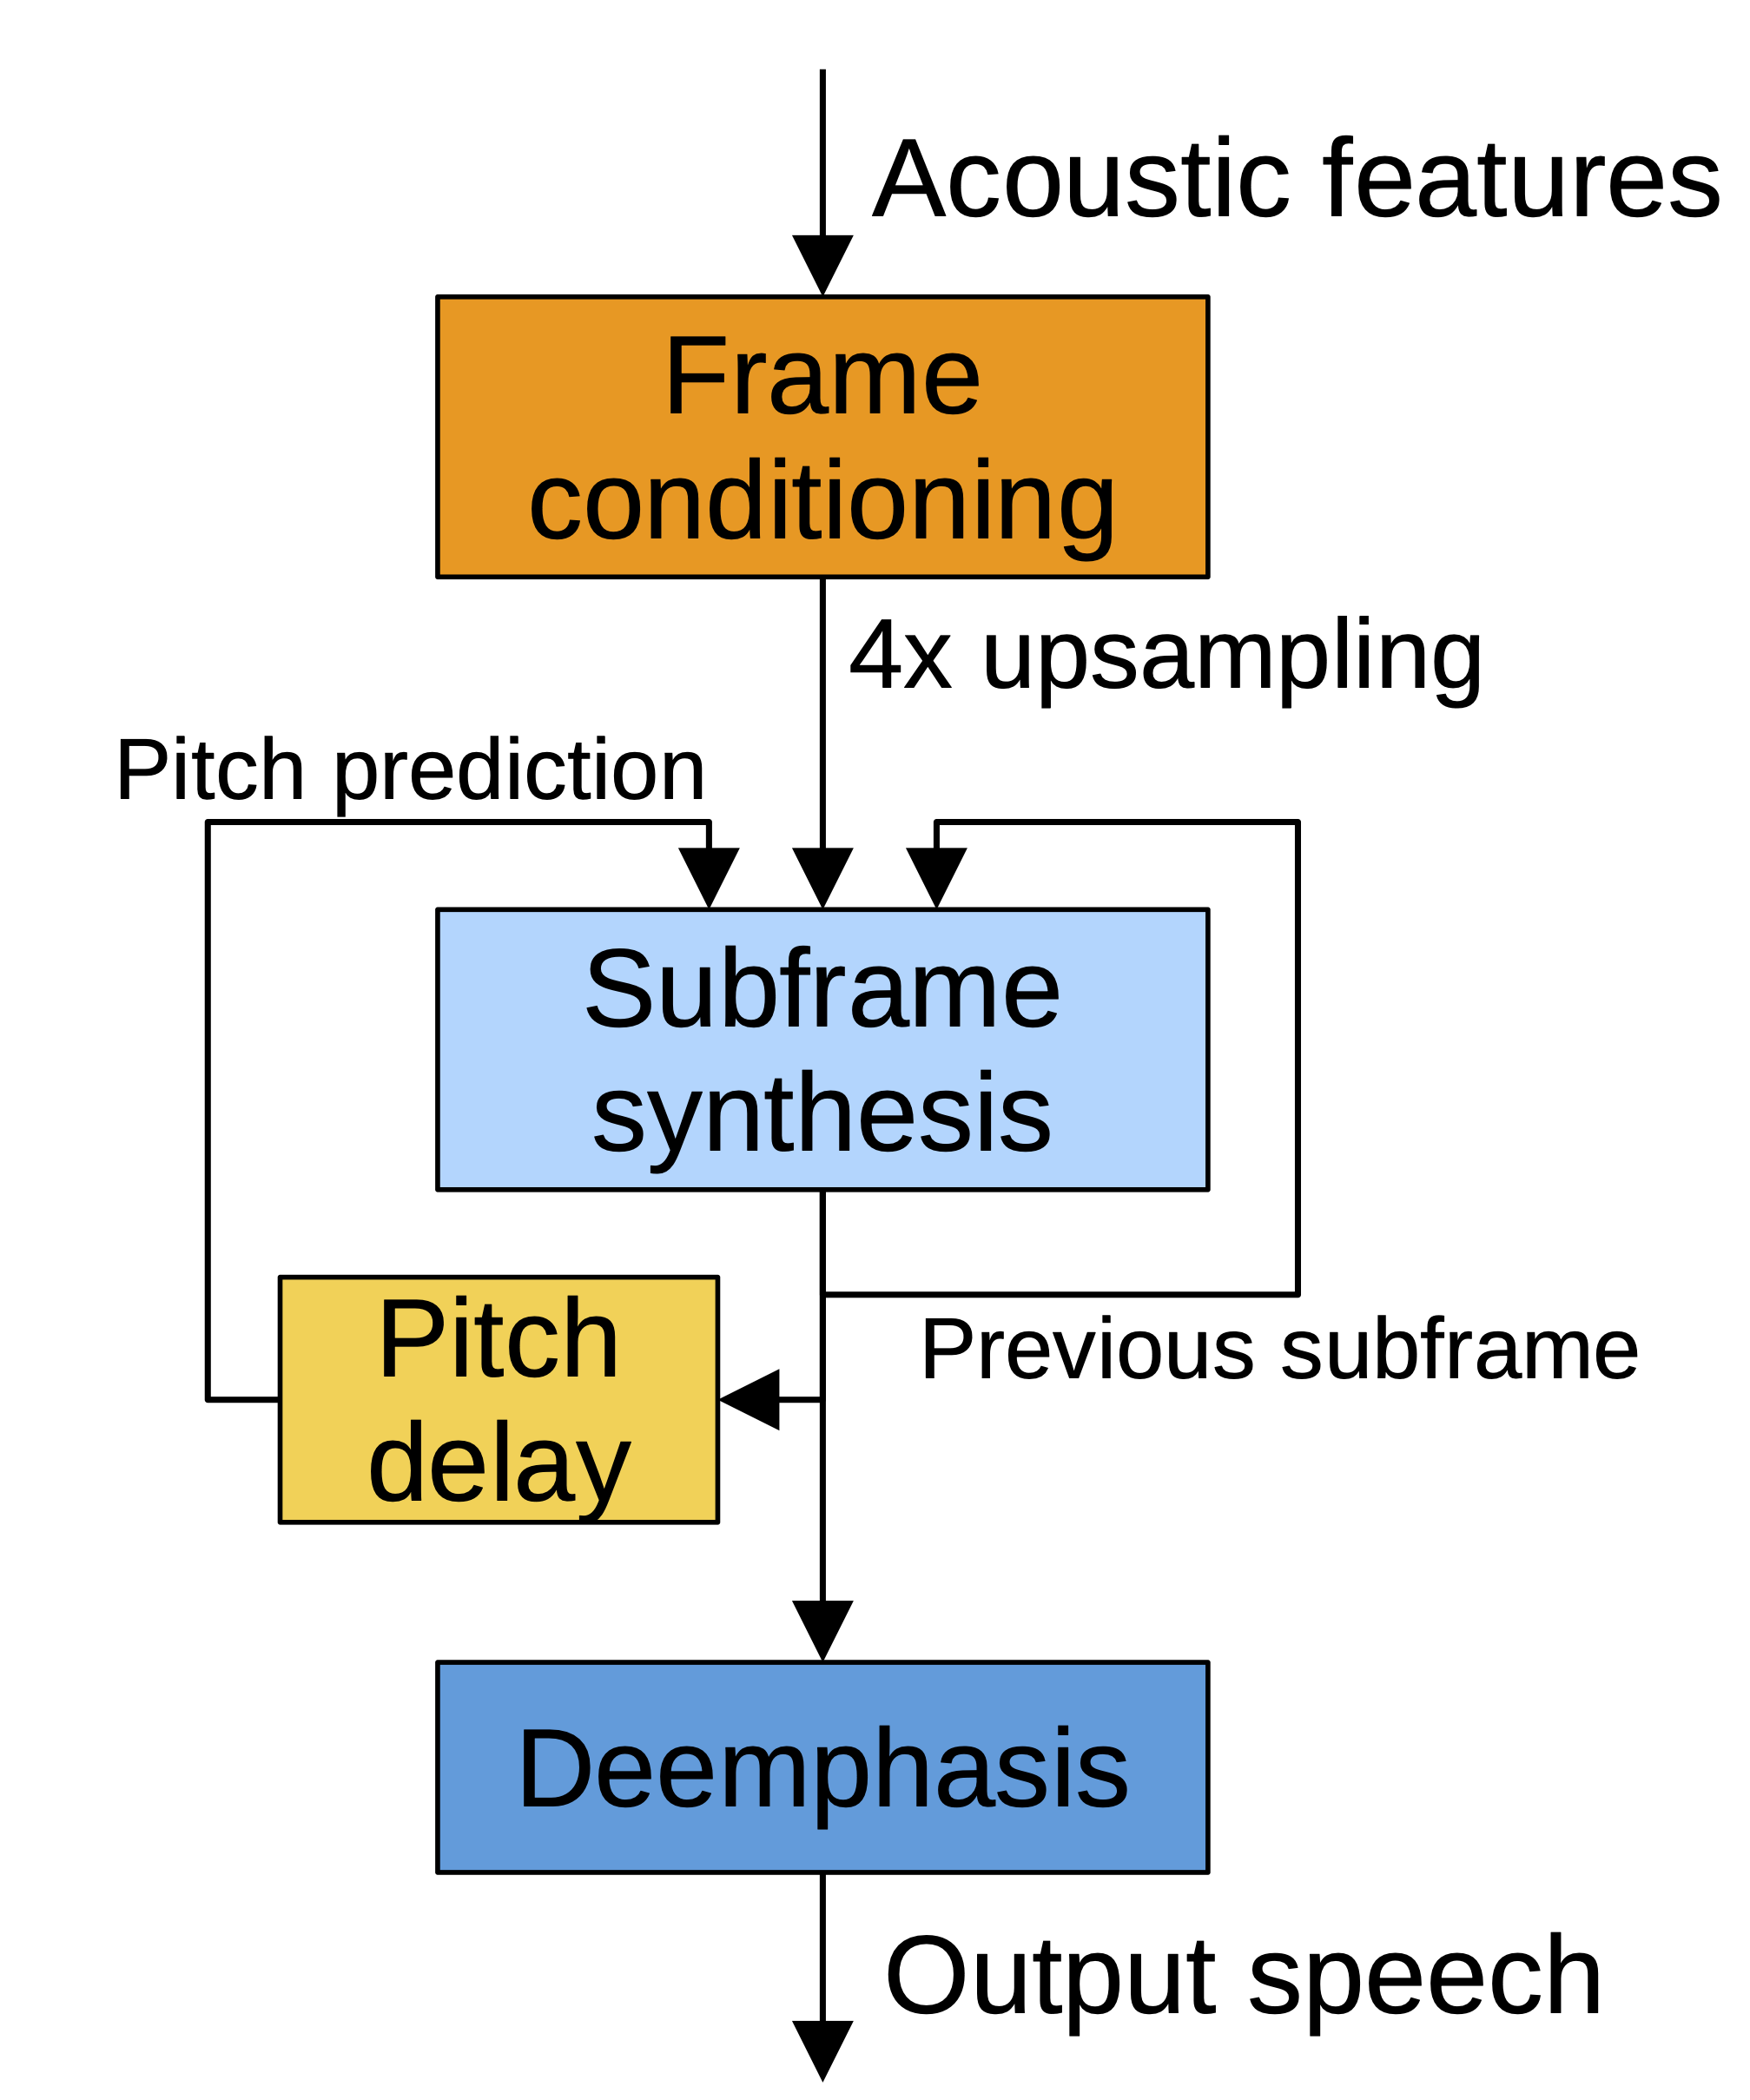 Acoustic features
Frame
conditioning
4x upsampling
Pitch prediction
Subframe
synthesis
Pitch
delay
Previous subframe
Deemphasis
Output speech